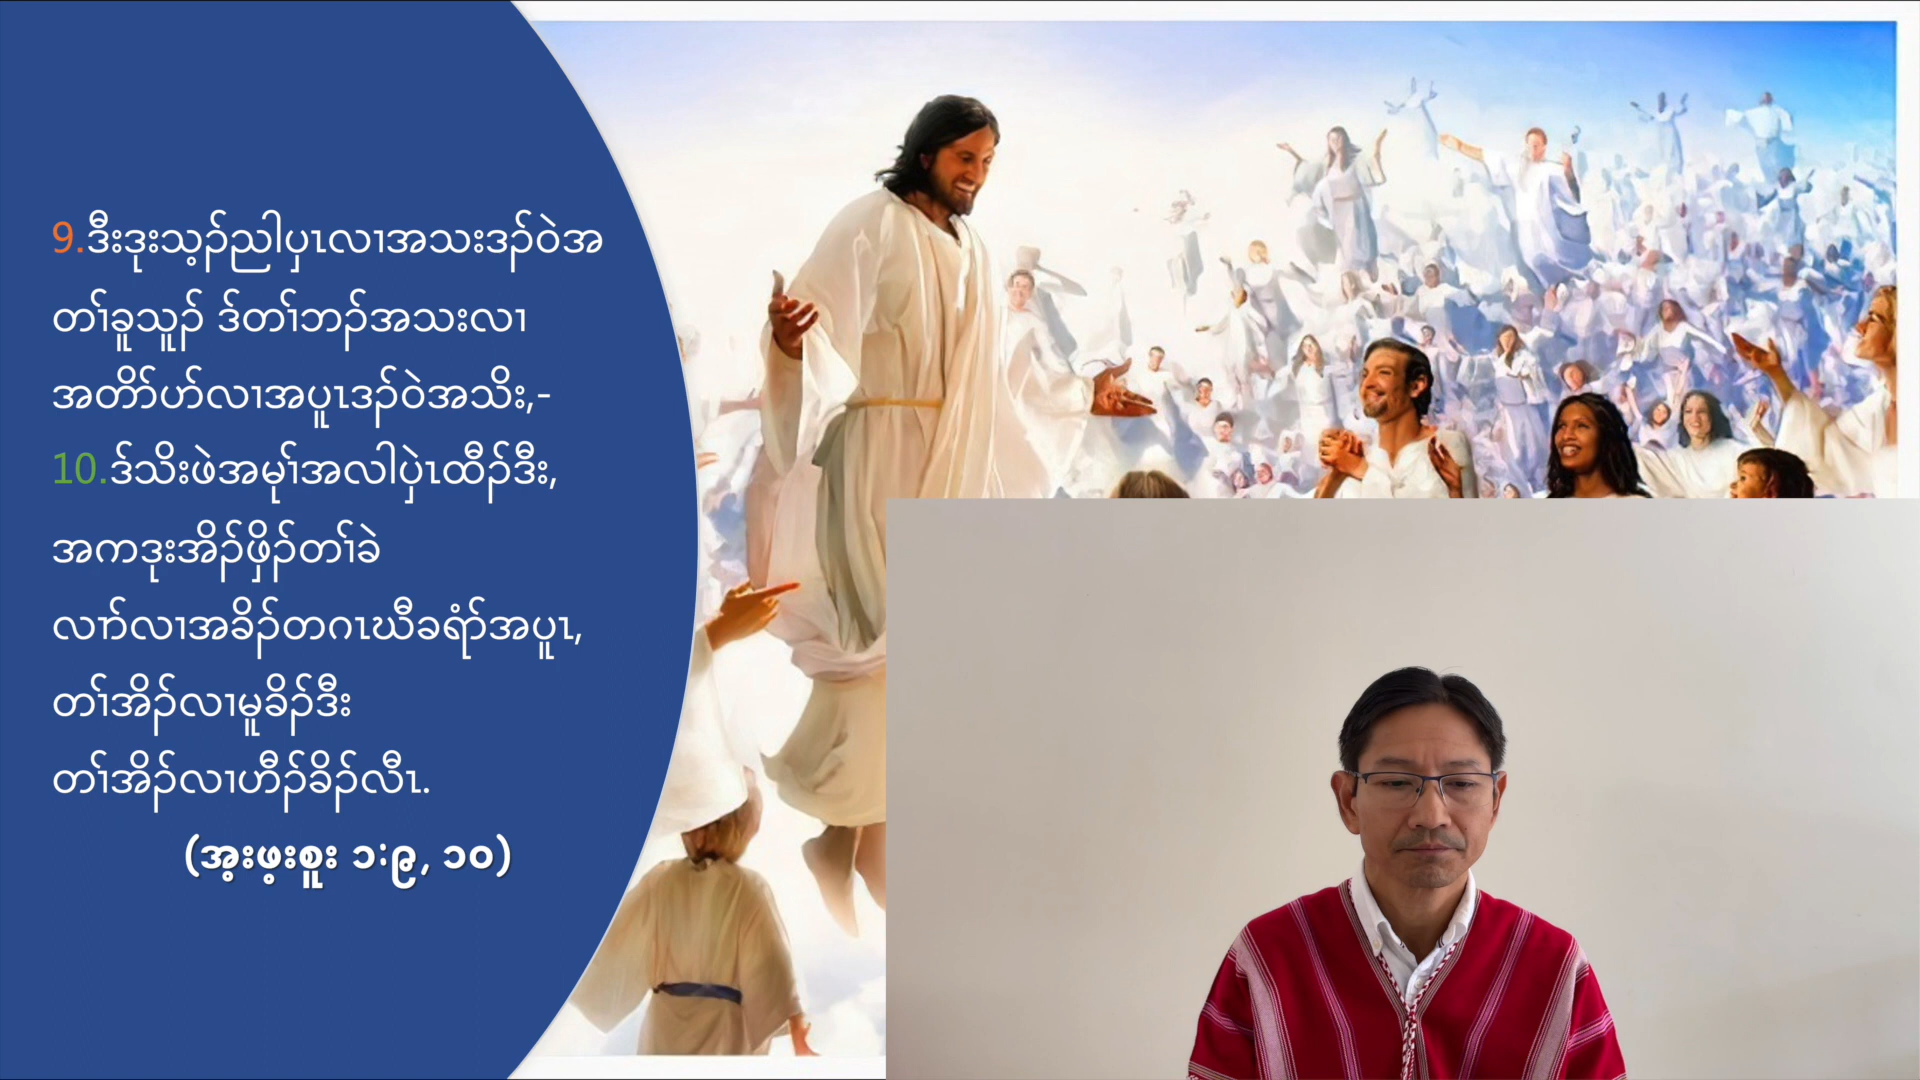 9.ဒီးဒုးသ့ၣ်ညါပှၤလၢအသးဒၣ်ဝဲအ
တၢ်ခူသူၣ် ဒ်တၢ်ဘၣ်အသးလၢ
အတိာ်ဟာ်လၢအပူၤဒၣ်ဝဲအသိး,-
10.ဒ်သိးဖဲအမုၢ်အလါပှဲၤထီၣ်ဒီး,
အကဒုးအိၣ်ဖှိၣ်တၢ်ခဲ
လၢာ်လၢအခိၣ်တဂၤဃီခရံာ်အပူၤ,
တၢ်အိၣ်လၢမူခိၣ်ဒီး
တၢ်အိၣ်လၢဟီၣ်ခိၣ်လီၤ.
(အ့းဖ့းစူး ၁:၉, ၁၀)